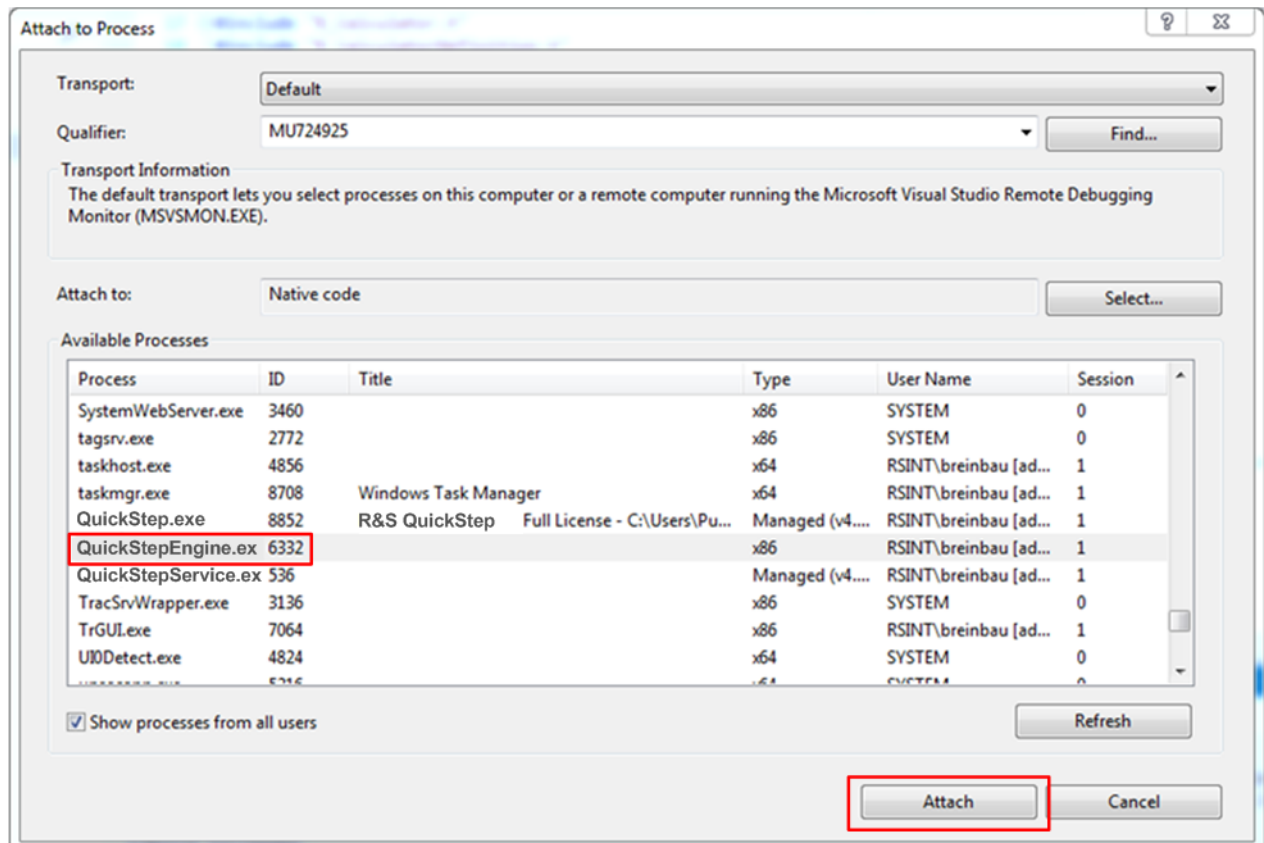 Attach to Process
Transport:
Default
Qualifier:
MU724925
Find...
Transport Information
The default transport lets you select processes on this computer or a remote computer running the Microsoft Visual Studio Remote Debugging
Monitor (MSVSMON.EXE).
Attach to:
Native code
Select...
Available Processes
Process ID Title Type User Name Session
SystemWebServer.exe 3460 x86 SYSTEM 0
tagsrv.exe 2772 x86 SYSTEM 0
taskhost.exe 4856 x64 RSINT\breinbau [ad... 1
taskmgr.exe 8708 Windows Task Manager x64 RSINT\breinbau [ad... 1
QuickStep.exe 8852 R&S QuickStep Full License - C:\Users\Pu... Managed (v4.... RSINT\breinbau [ad... 1
QuickStepEngine.ex 6332 x86 RSINT\breinbau [ad... 1
QuickStepService.ex 536 Managed (v4.... RSINT\breinbau [ad... 1
TracSrvWrapper.exe 3136 x86 SYSTEM 0
TrGUI.exe 7064 x86 RSINT\breinbau [ad... 1
UI0Detect.exe 4824 x64 SYSTEM 0
Show processes from all users
Refresh
Attach
Cancel